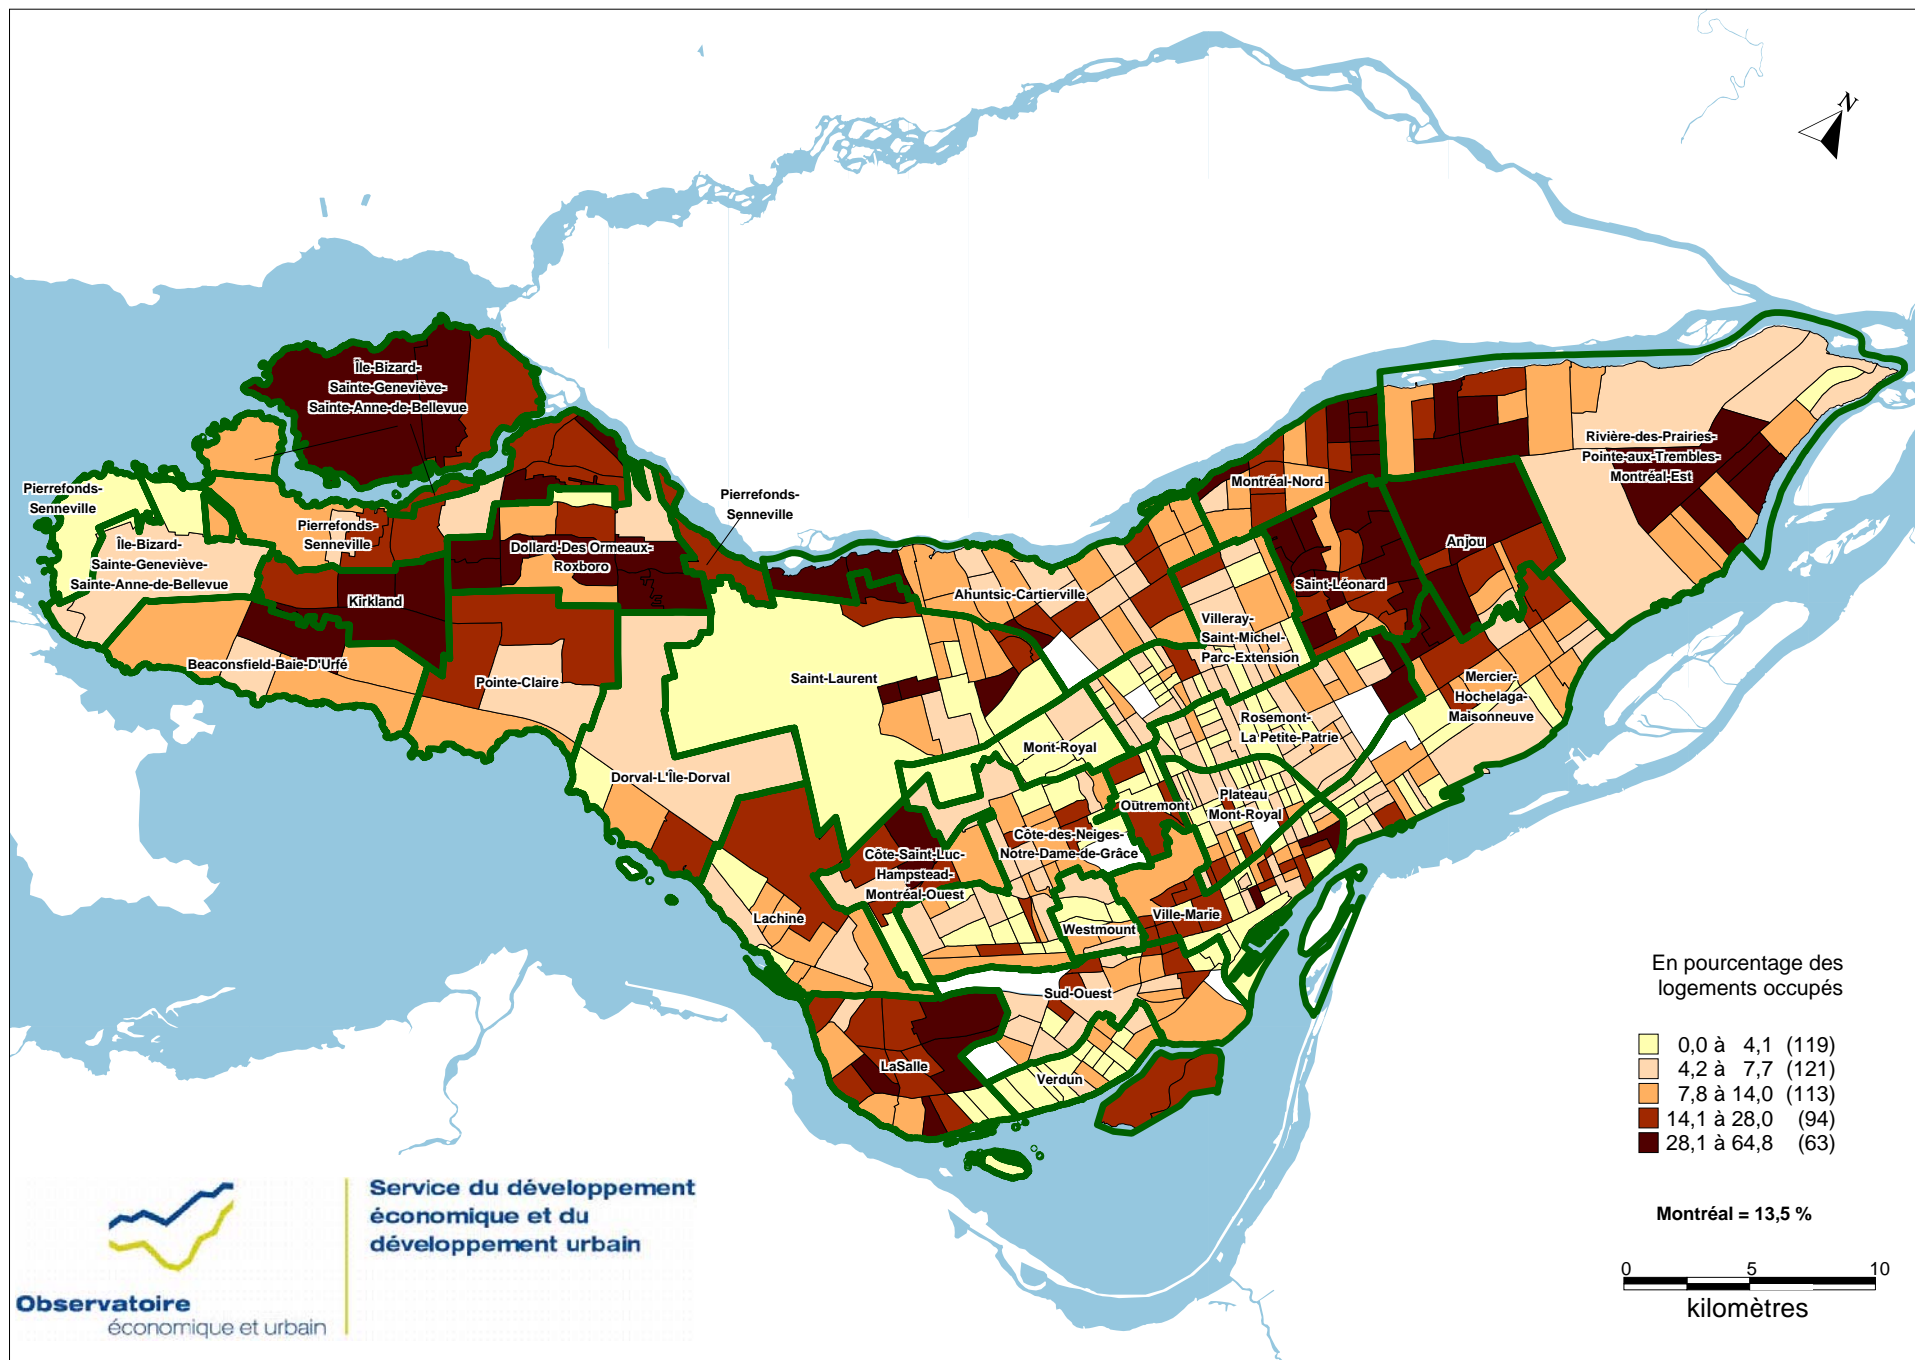 N
Île-Bizard-
Sainte-Geneviève-
Sainte-Anne-de-Bellevue
Pierrefonds-
Senneville
Pierrefonds-
Senneville
Pierrefonds-
Senneville
Île-Bizard-
Sainte-Geneviève-
Sainte-Anne-de-Bellevue
Dollard-Des Ormeaux-
Roxboro
Kirkland
Beaconsfield-Baie-D'Urfé
Pointe-Claire
Dorval-L'Île-Dorval
Saint-Laurent
Ahuntsic-Cartierville
Montréal-Nord
Rivière-des-Prairies-
Pointe-aux-Trembles-
Montréal-Est
Anjou
Saint-Léonard
Villeray-
Saint-Michel-
Parc-Extension
Mercier-
Hochelaga-
Maisonneuve
Rosemont-
La Petite-Patrie
Mont-Royal
Outremont
Plateau
Mont-Royal
Côte-des-Neiges-
Notre-Dame-de-Grâce
Côte-Saint-Luc-
Hampstead-
Montréal-Ouest
Lachine
Westmount
Ville-Marie
Sud-Ouest
LaSalle
Verdun
En pourcentage des
logements occupés
0,0 à 4,1 (119)
4,2 à 7,7 (121)
7,8 à 14,0 (113)
14,1 à 28,0 (94)
28,1 à 64,8 (63)
Montréal = 13,5 %
0 5 10
kilomètres
Service du développement
économique et du
développement urbain
Observatoire
économique et urbain